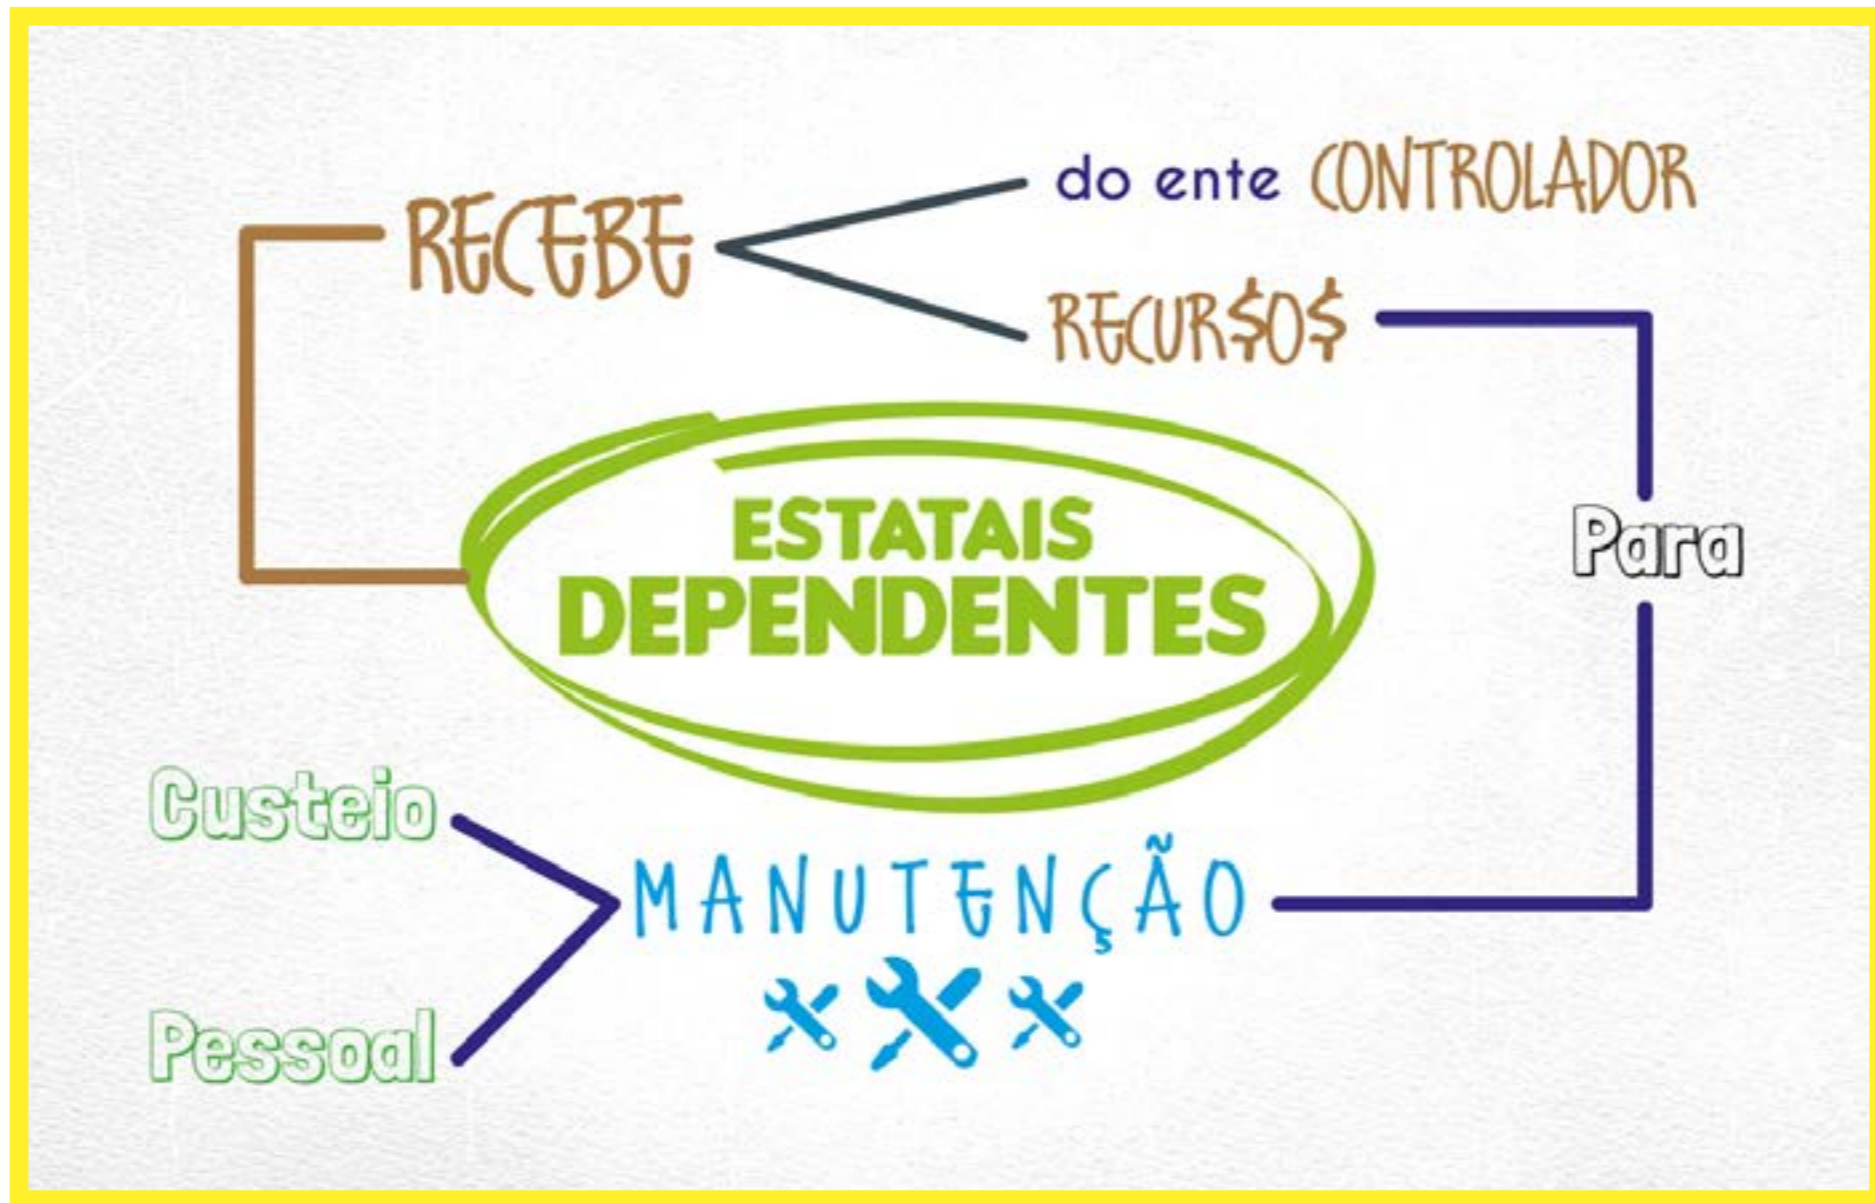 do ente CONTROLADOR
RECEBE
RECUR$O$
ESTATAIS
DEPENDENTES
Para
Custeio
MANUTENÇÃO
Pessoal